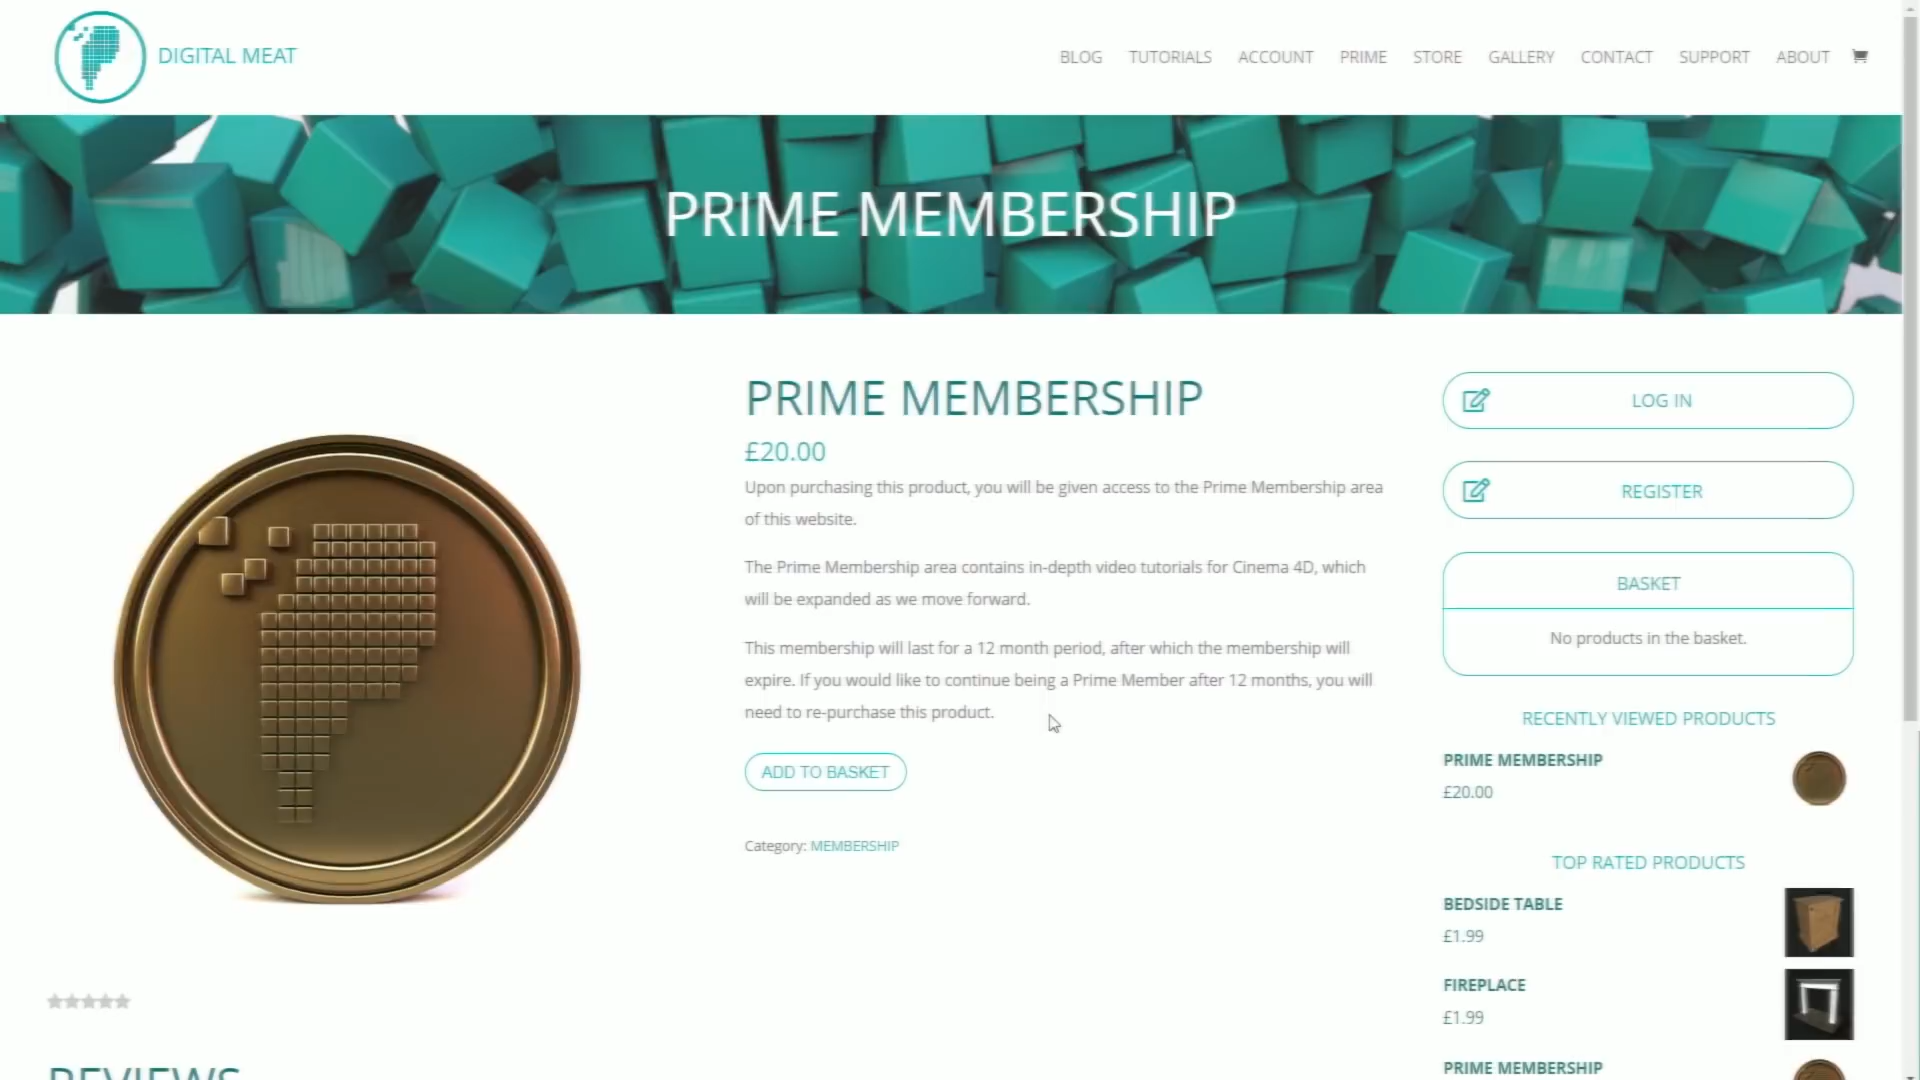 DIGITAL MEAT
BLOG TUTORIALS ACCOUNT PRIME STORE GALLERY CONTACT SUPPORT ABOUT
PRIME MEMBERSHIP
PRIME MEMBERSHIP
£20.00
Upon purchasing this product, you will be given access to the Prime Membership area
of this website.
The Prime Membership area contains in-depth video tutorials for Cinema 4D, which
will be expanded as we move forward.
This membership will last for a 12 month period, after which the membership will
expire. If you would like to continue being a Prime Member after 12 months, you will
need to re-purchase this product.
ADD TO BASKET
Category: MEMBERSHIP
LOG IN
REGISTER
BASKET
No products in the basket.
RECENTLY VIEWED PRODUCTS
PRIME MEMBERSHIP
£20.00
TOP RATED PRODUCTS
BEDSIDE TABLE
£1.99
FIREPLACE
£1.99
PRIME MEMBERSHIP
REVIEWS